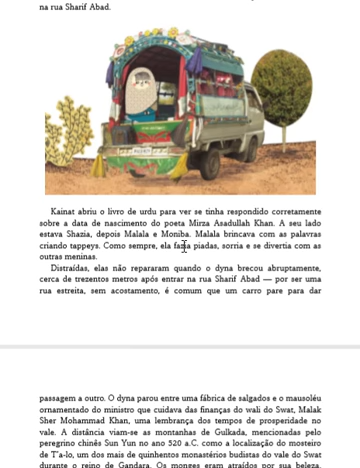 na rua Sharif Abad.
Kainat abriu o livro de urdu para ver se tinha respondido corretamente
sobre a data de nascimento do poeta Mirza Asadullah Khan. A seu lado
estava Shazia, depois Malala e Moniba. Malala brincava com as palavras
criando tappeys. Como sempre, ela fazia piadas, sorria e se divertia com as
outras meninas.
Distraídas, elas não repararam quando o dyna brecou abruptamente,
cerca de trezentos metros após entrar na rua Sharif Abad — por ser uma
rua estreita, sem acostamento, é comum que um carro pare para dar
passagem a outro. O dyna parou entre uma fábrica de salgados e o mausoléu
ornamentado do ministro que cuidava das finanças do wali do Swat, Malak
Sher Mohammad Khan, uma lembrança dos tempos de prosperidade no
vale. A distância viam-se as montanhas de Gulkada, mencionadas pelo
peregrino chinês Sun Yun no ano 520 a.C. como a localização do mosteiro
de T'a-lo, um dos mais de quinhentos monastérios budistas do vale do Swat
durante o reino de Gandara. Os monges eram atraídos por sua beleza,